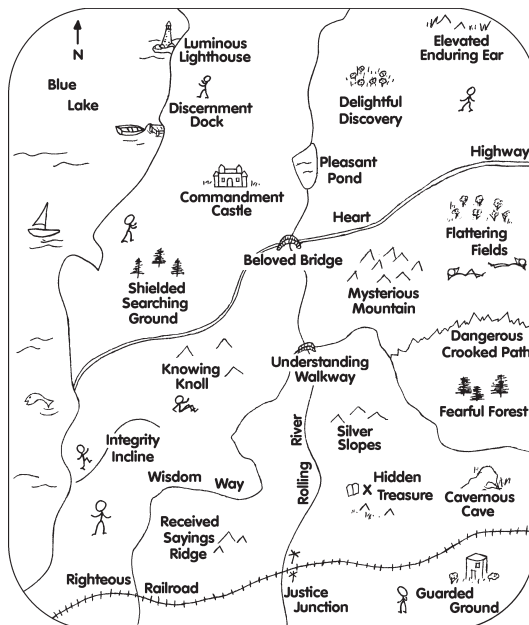 N
Luminous
Lighthouse
Elevated
Enduring Ear
Blue
Lake
Discernment
Dock
Delightful
Discovery
Highway
Pleasant
Pond
Commandment
Castle
Heart
Flattering
Fields
Beloved Bridge
Shielded
Searching
Ground
Mysterious
Mountain
Dangerous
Crooked Path
Knowing
Knoll
Understanding
Walkway
Fearful Forest
Integrity
Incline
Silver
Slopes
Rolling River
Wisdom Way
X Hidden
Treasure
Cavernous
Cave
Received
Sayings
Ridge
Righteous Railroad
Justice
Junction
Guarded
Ground